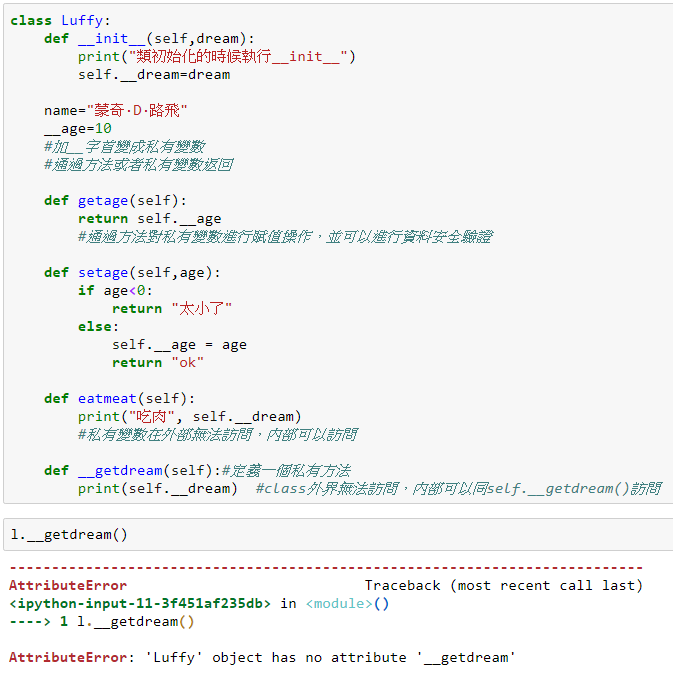 class Luffy:
    def __init__(self,dream):
        print("類初始化的時候執行__init__")
        self.__dream=dream

    name="蒙奇·D·路飛"
    __age=10
    #加__字首變成私有變數
    #通過方法或者私有變數返回

    def getage(self):
        return self.__age
        #通過方法對私有變數進行賦值操作，並可以進行資料安全驗證

    def setage(self,age):
        if age<0:
            return "太小了"
        else:
            self.__age = age
            return "ok"

    def eatmeat(self):
        print("吃肉", self.__dream)
        #私有變數在外部無法訪問，內部可以訪問

    def __getdream(self):#定義一個私有方法
        print(self.__dream)  #class外界無法訪問，內部可以同self.__getdream()訪問

l.__getdream()

---------------------------------------------------------------------------
AttributeError                            Traceback (most recent call last)
<ipython-input-11-3f451af235db> in <module>()
----> 1 l.__getdream()

AttributeError: 'Luffy' object has no attribute '__getdream'